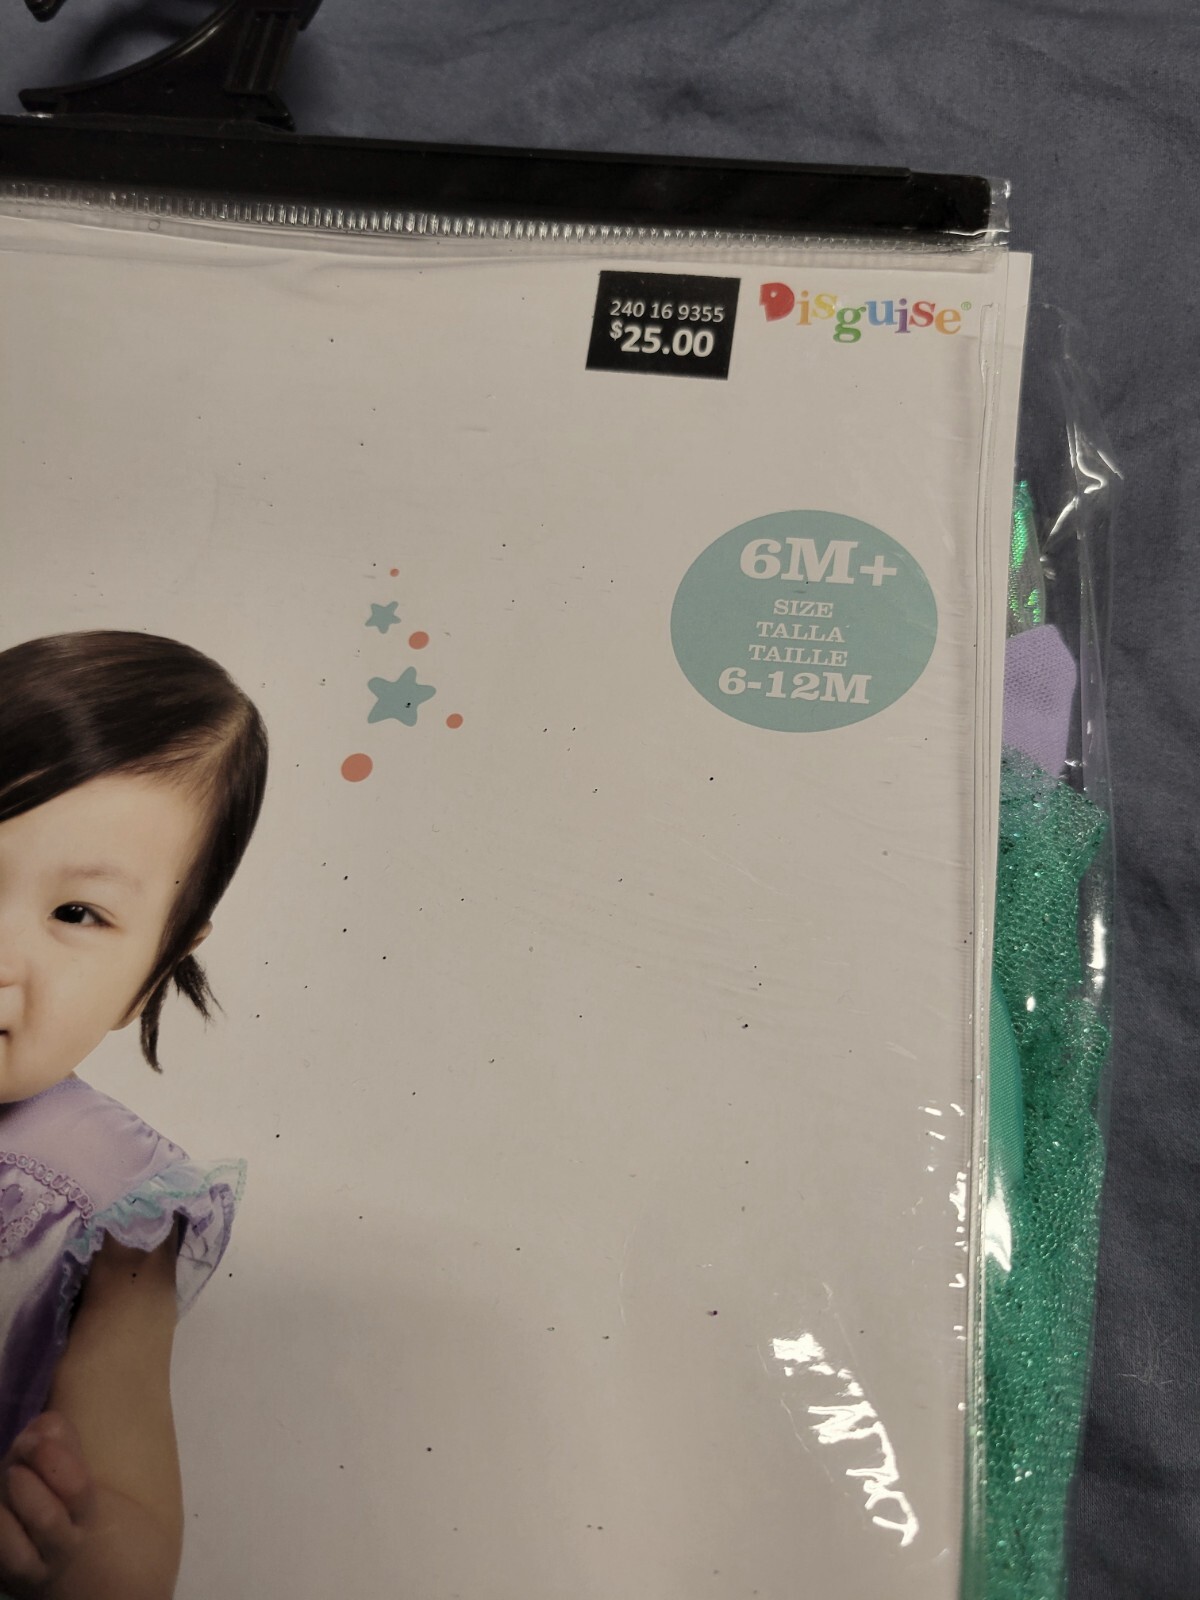 240 16 9355
$25.00
Disguise®
6M+
SIZE
TALLA
TAILLE
6-12M